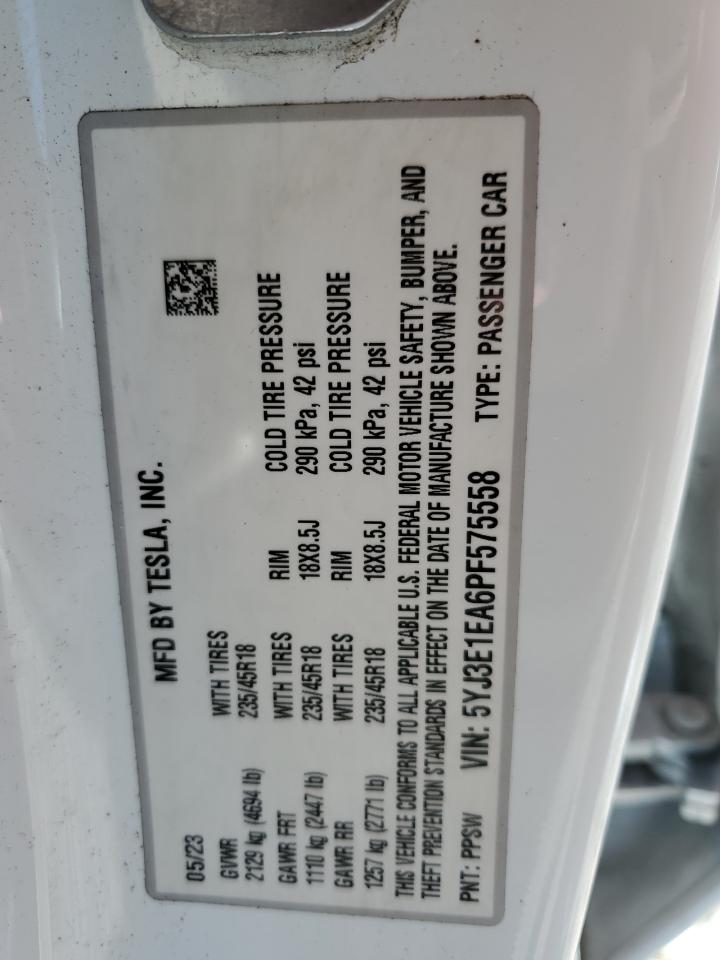 MFD BY TESLA, INC.
05/23
GVWR WITH TIRES
2129 kg (4694 lb) 235/45R18
GAWR FRT WITH TIRES RIM COLD TIRE PRESSURE
1110 kg (2447 lb) 235/45R18 18X8.5J 290 kPa, 42 psi
GAWR RR WITH TIRES RIM COLD TIRE PRESSURE
1257 kg (2771 lb) 235/45R18 18X8.5J 290 kPa, 42 psi
THIS VEHICLE CONFORMS TO ALL APPLICABLE U.S. FEDERAL MOTOR VEHICLE SAFETY, BUMPER, AND
THEFT PREVENTION STANDARDS IN EFFECT ON THE DATE OF MANUFACTURE SHOWN ABOVE.
PNT: PPSW VIN: 5YJ3E1EA6PF575558 TYPE: PASSENGER CAR